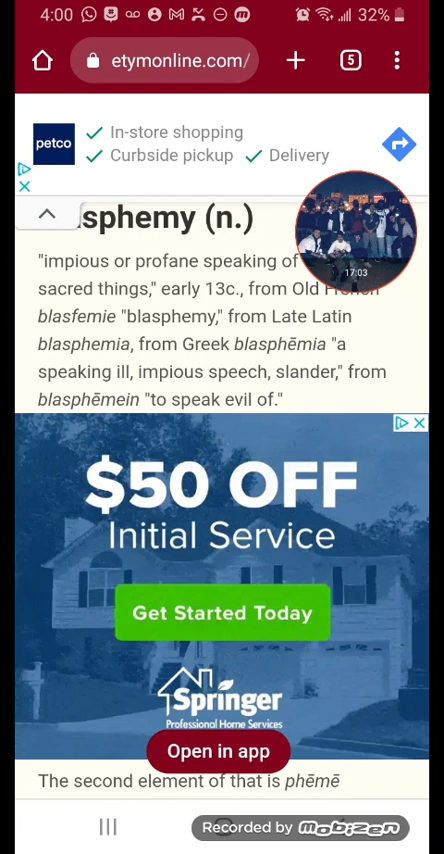 4:00
32%
etymonline.com/
5
petco
In-store shopping
Curbside pickup
Delivery
sphemy (n.)
17:03
"impious or profane speaking of
sacred things," early 13c., from Old French
blasfemie "blasphemy," from Late Latin
blasphemia, from Greek blasphēmia "a
speaking ill, impious speech, slander," from
blasphēmein "to speak evil of."
$50 OFF
Initial Service
Get Started Today
Springer
Professional Home Services
Open in app
The second element of that is phēmē
Recorded by mobizen